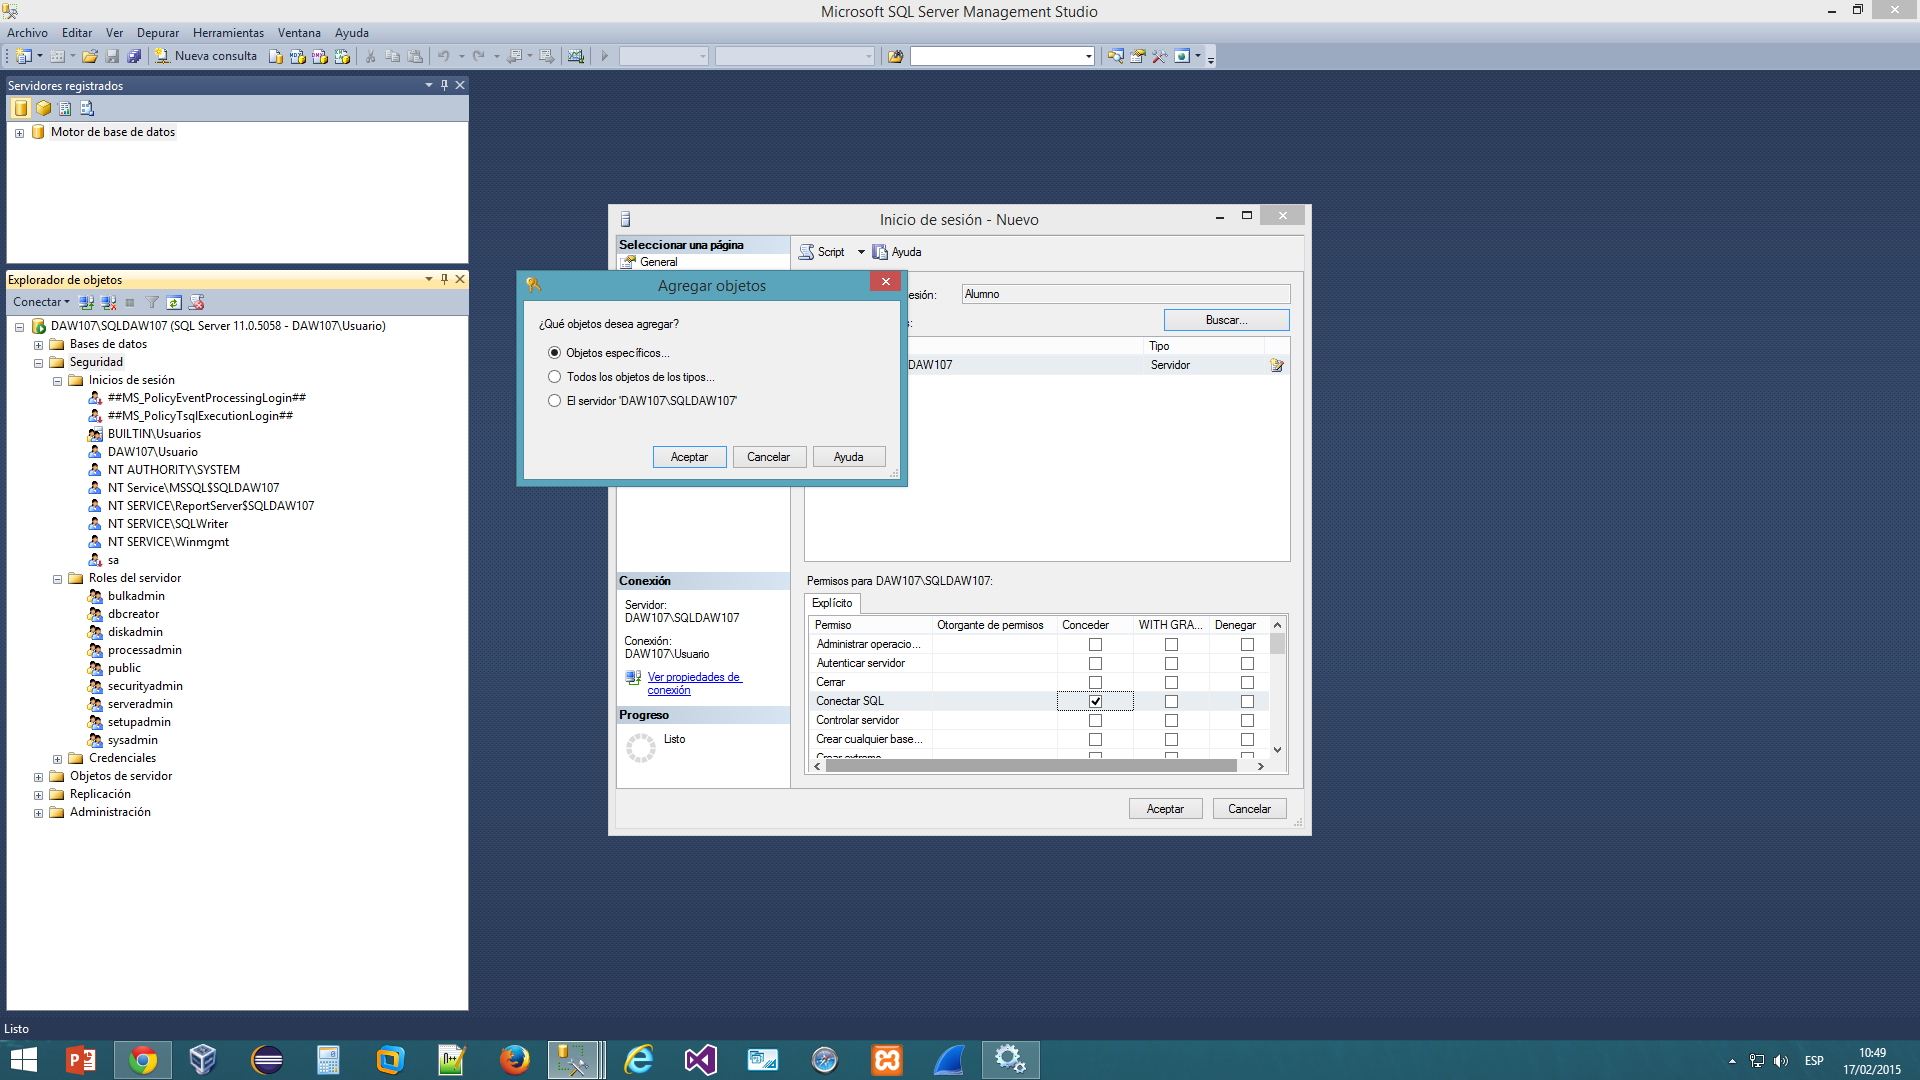 Microsoft SQL Server Management Studio
Archivo Editar Ver Depurar Herramientas Ventana Ayuda
Nueva consulta
Servidores registrados
Motor de base de datos
Explorador de objetos
Conectar
DAW107\SQLDAW107 (SQL Server 11.0.5058 - DAW107\Usuario)
Bases de datos
Seguridad
Inicios de sesión
##MS_PolicyEventProcessingLogin##
##MS_PolicyTsqlExecutionLogin##
BUILTIN\Usuarios
DAW107\Usuario
NT AUTHORITY\SYSTEM
NT Service\MSSQL$SQLDAW107
NT SERVICE\ReportServer$SQLDAW107
NT SERVICE\SQLWriter
NT SERVICE\Winmgmt
sa
Roles del servidor
bulkadmin
dbcreator
diskadmin
processadmin
public
securityadmin
serveradmin
setupadmin
sysadmin
Credenciales
Objetos de servidor
Replicación
Administración
Inicio de sesión - Nuevo
Seleccionar una página
General
Script Ayuda
esión: Alumno
s:
Buscar...
Tipo
DAW107 Servidor
Agregar objetos
¿Qué objetos desea agregar?
Objetos específicos...
Todos los objetos de los tipos...
El servidor 'DAW107\SQLDAW107'
Aceptar Cancelar Ayuda
Conexión
Servidor:
DAW107\SQLDAW107
Conexión:
DAW107\Usuario
Ver propiedades de
conexión
Progreso
Listo
Permisos para DAW107\SQLDAW107:
Explícito
Permiso Otorgante de permisos Conceder WITH GRA... Denegar
Administrar operacio...
Autenticar servidor
Cerrar
Conectar SQL
Controlar servidor
Crear cualquier base...
Crear extremo
Aceptar Cancelar
Listo
ESP
10:49
17/02/2015